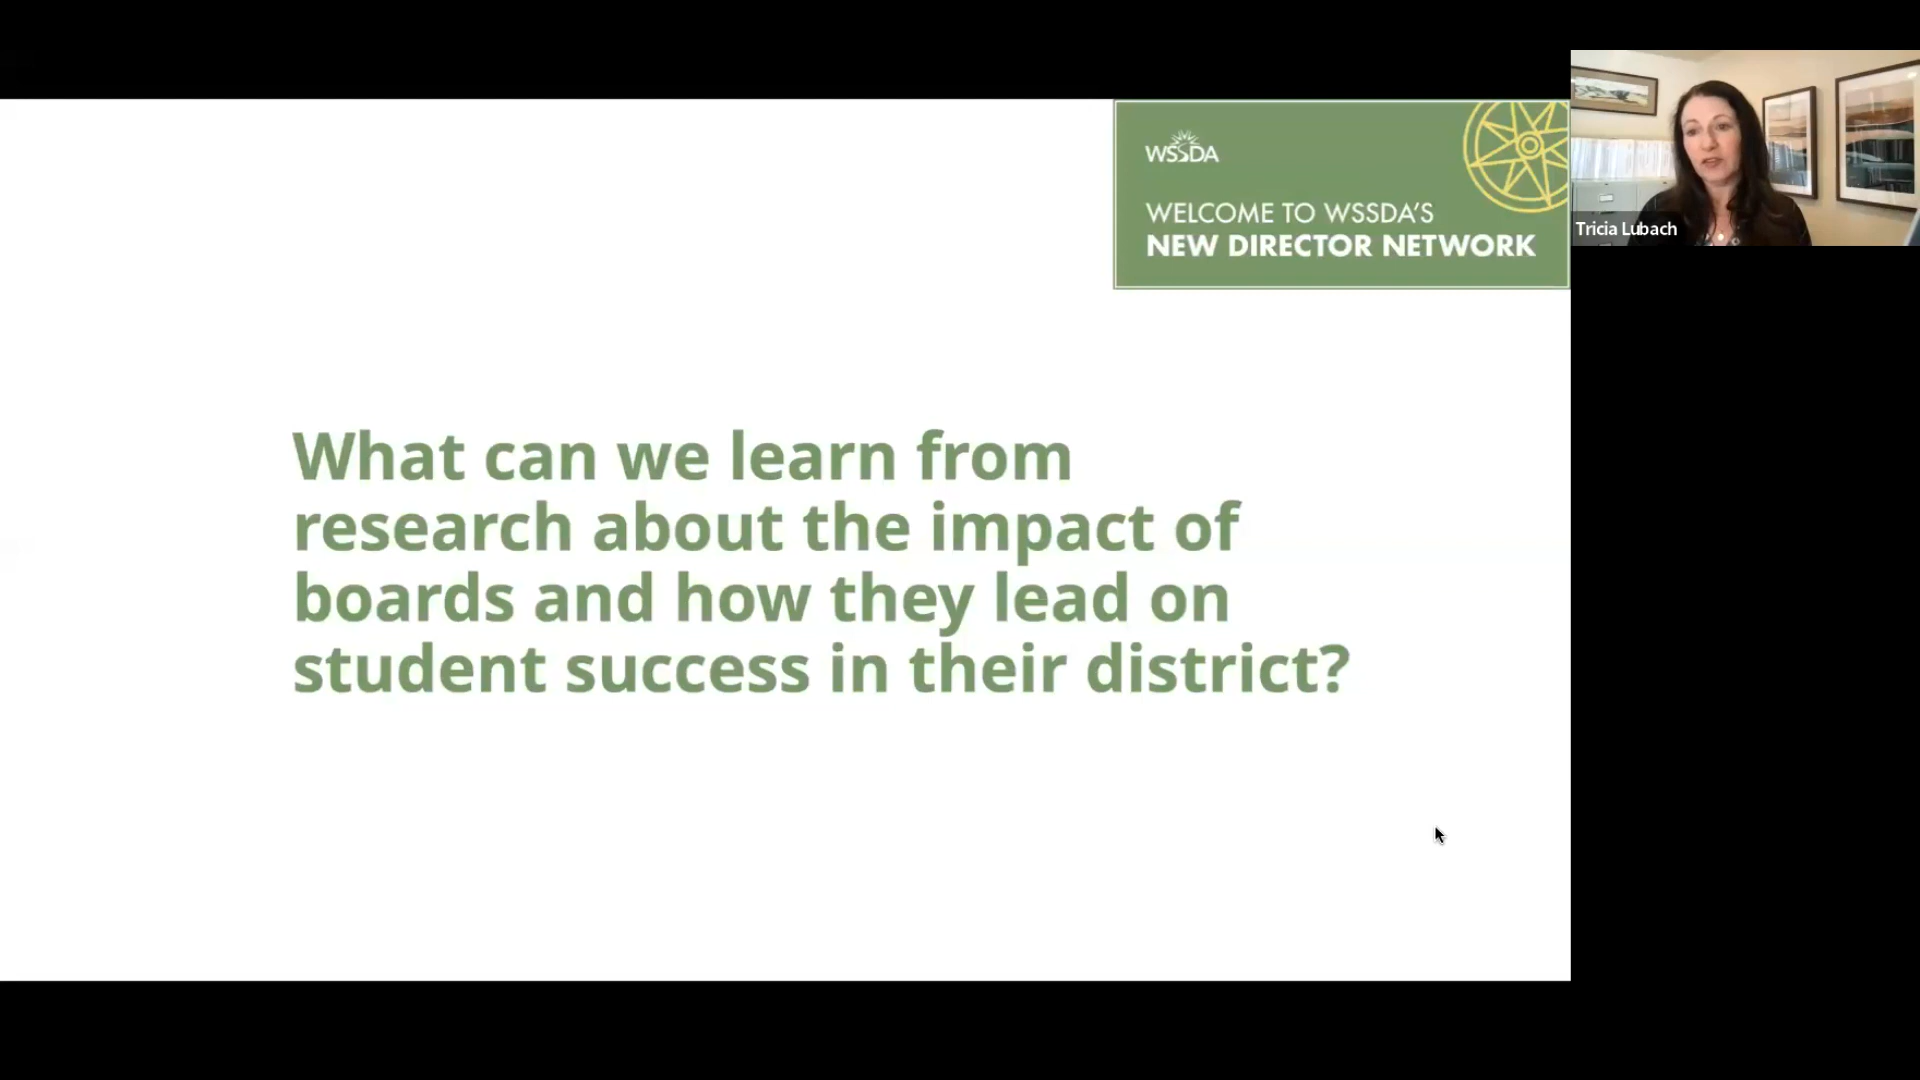 WSSDA
WELCOME TO WSSDA'S
NEW DIRECTOR NETWORK
Tricia Lubach
What can we learn from
research about the impact of
boards and how they lead on
student success in their district?